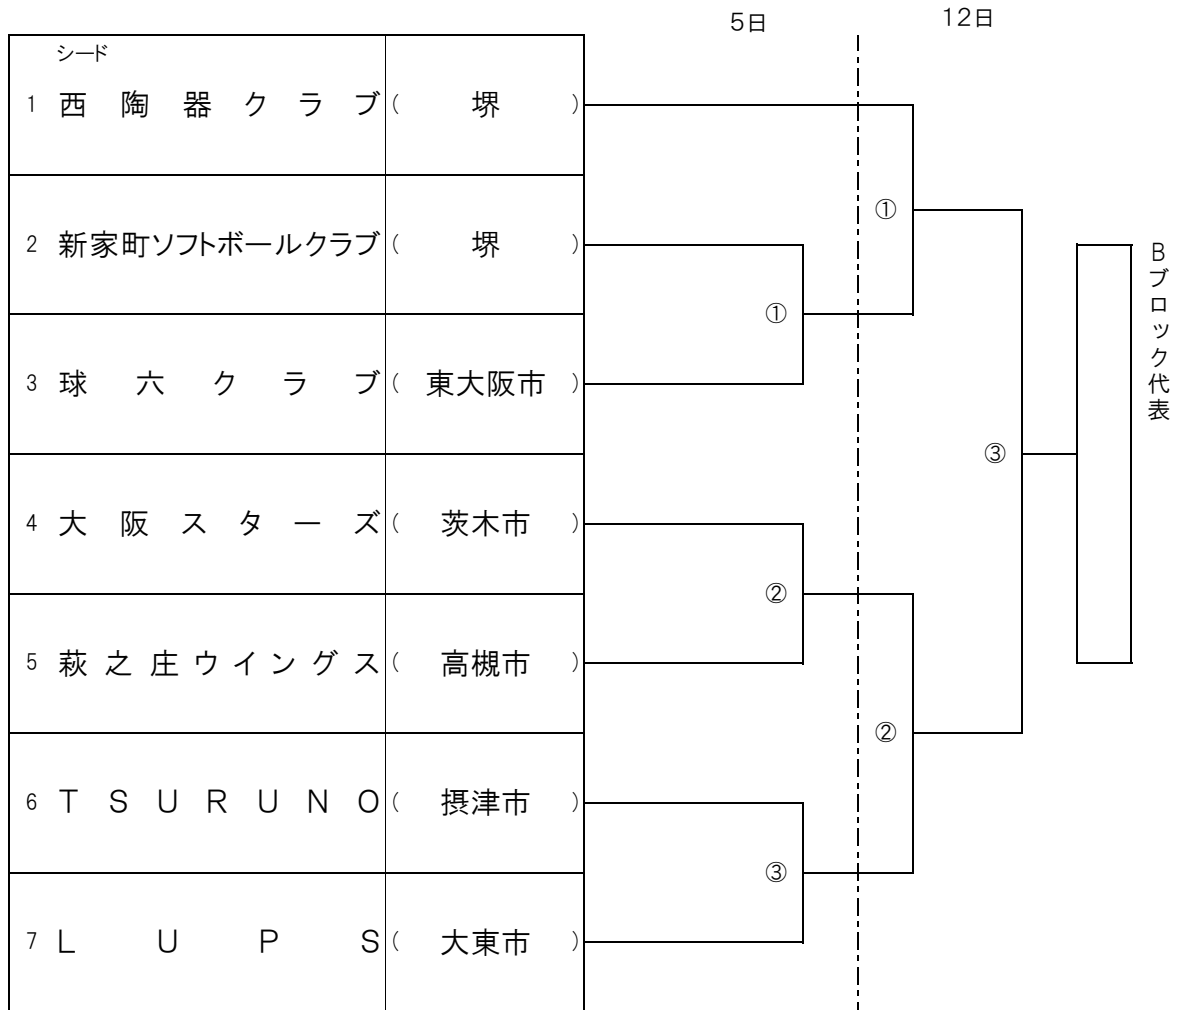 5日 12日
シード
1 西陶器クラブ ( 堺 )
①
2 新家町ソフトボールクラブ ( 堺 )
①
3 球六クラブ ( 東大阪市 )
Bブロック代表
③
4 大阪スターズ ( 茨木市 )
②
5 萩之庄ウイングス ( 高槻市 )
②
6 TSURUNO ( 摂津市 )
③
7 LUPS ( 大東市 )